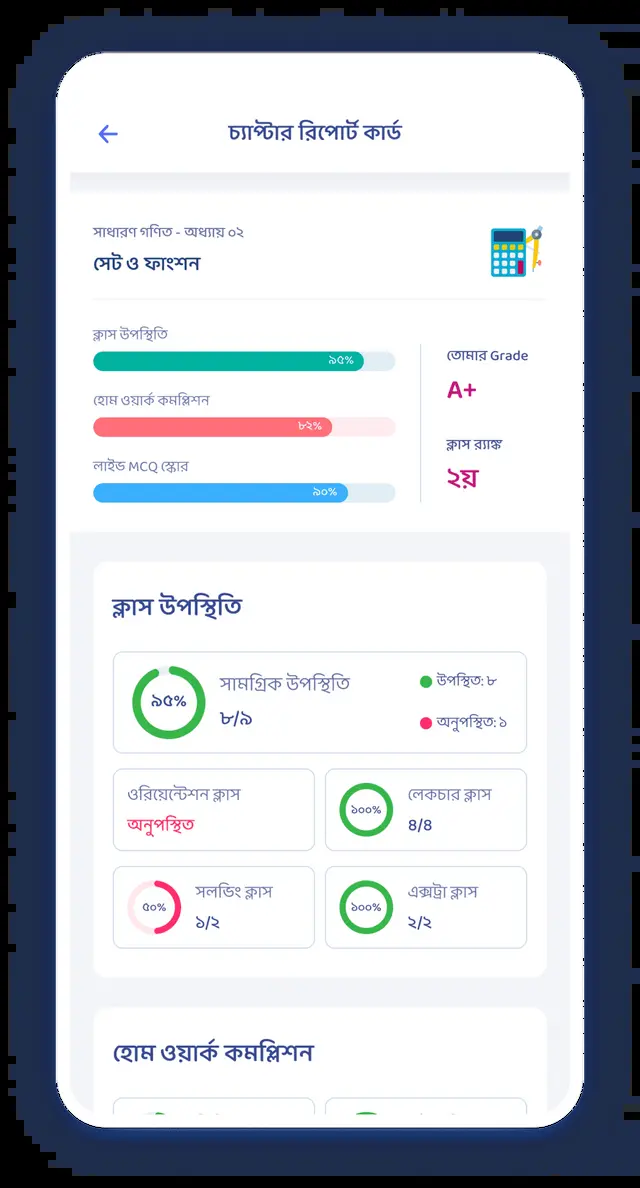 চ্যাপ্টার রিপোর্ট কার্ড
সাধারণ গণিত - অধ্যায় ০২
সেট ও ফাংশন
ক্লাস উপস্থিতি
৯৫%
হোম ওয়ার্ক কমপ্লিশন
৮২%
লাইভ MCQ স্কোর
৯০%
তোমার Grade
A+
ক্লাস র‍্যাঙ্ক
২য়
ক্লাস উপস্থিতি
৯৫%
সামগ্রিক উপস্থিতি
৮/৯
উপস্থিত: ৮
অনুপস্থিত: ১
ওরিয়েন্টেশন ক্লাস
অনুপস্থিত
১০০%
লেকচার ক্লাস
৪/৪
৫০%
সলভিং ক্লাস
১/২
১০০%
এক্সট্রা ক্লাস
২/২
হোম ওয়ার্ক কমপ্লিশন